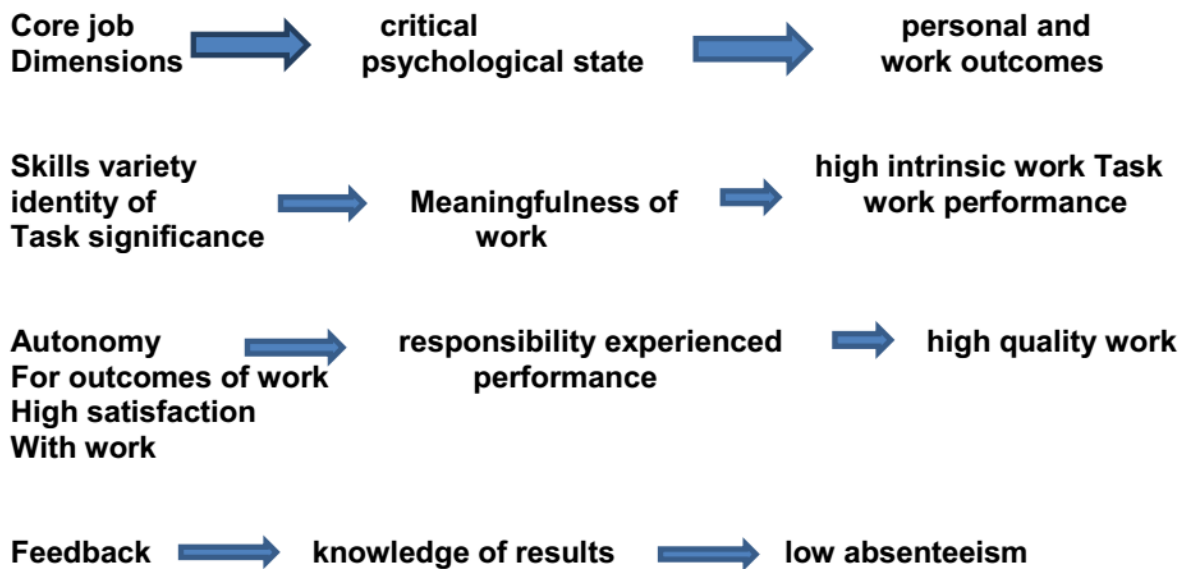 Core job critical personal and
Dimensions psychological state work outcomes
Skills variety high intrinsic work Task
identity of Meaningfulness of work performance
Task significance work
Autonomy responsibility experienced high quality work
For outcomes of work performance
High satisfaction
With work
Feedback knowledge of results low absenteeism